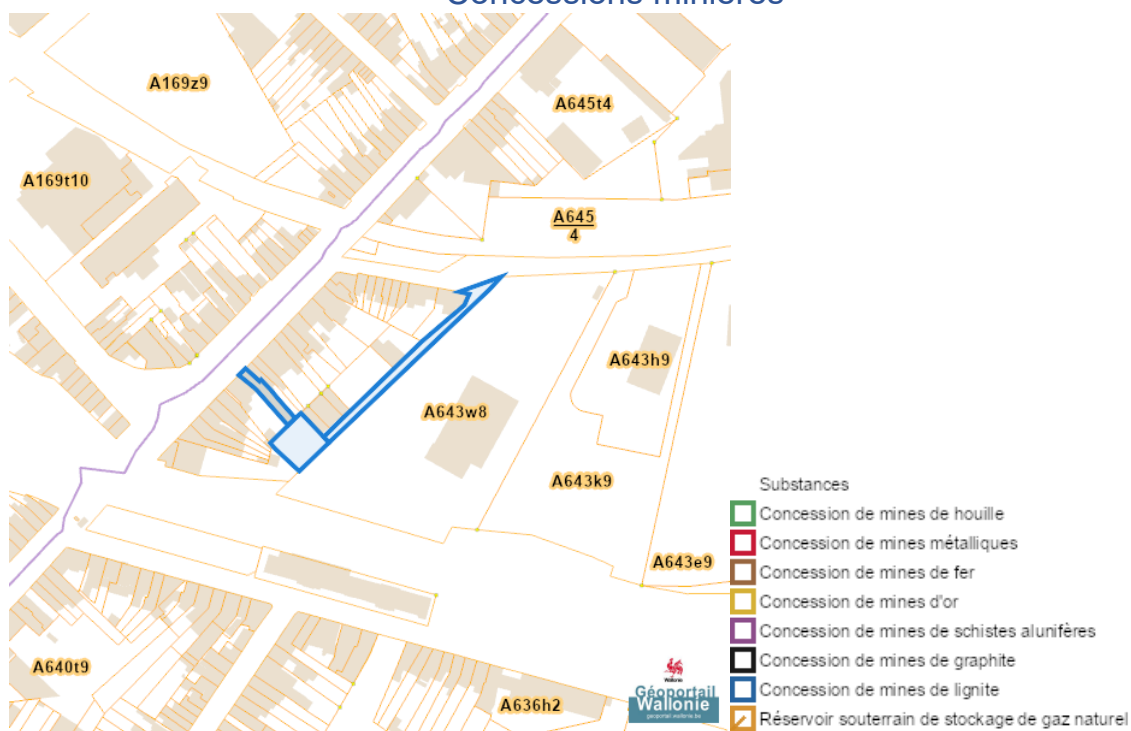 Concessions minières
A169z9
A645t4
A169t10
A645
4
A643h9
A643w8
A643k9
A643e9
A640t9
A636h2
Wallonie
Géoportail
Wallonie
geoportail.wallonie.be
Substances
Concession de mines de houille
Concession de mines métalliques
Concession de mines de fer
Concession de mines d'or
Concession de mines de schistes alunifères
Concession de mines de graphite
Concession de mines de lignite
Réservoir souterrain de stockage de gaz naturel